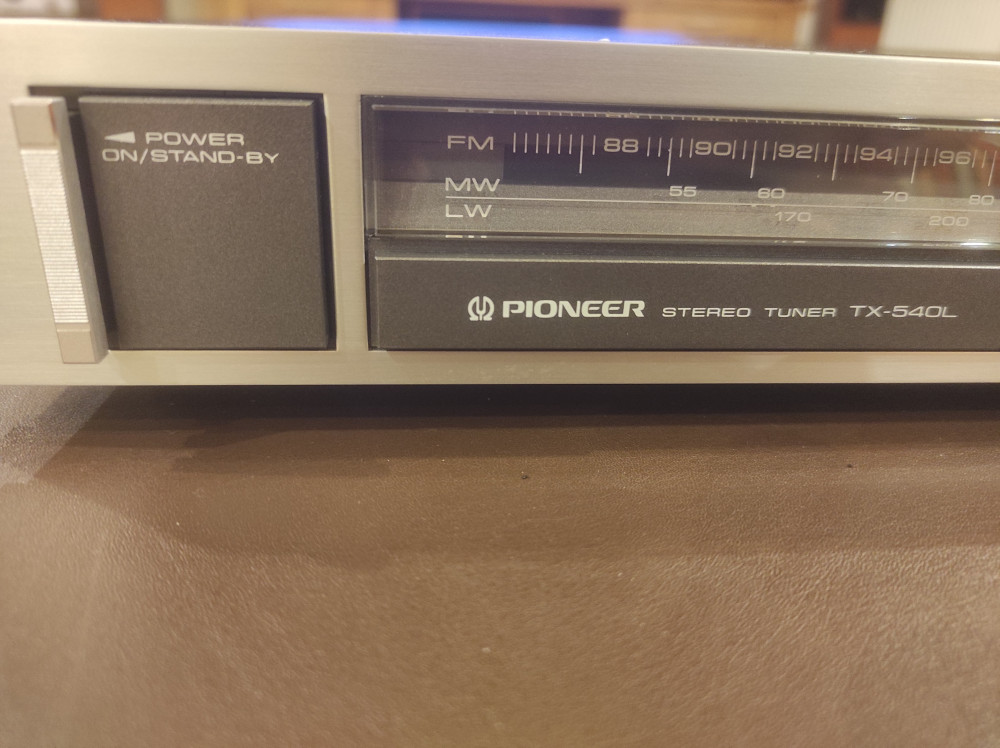 POWER
ON/STAND-BY
FM 88 90 92 94 96
MW 55 60 70 80
LW 170 200
PIONEER STEREO TUNER TX-540L